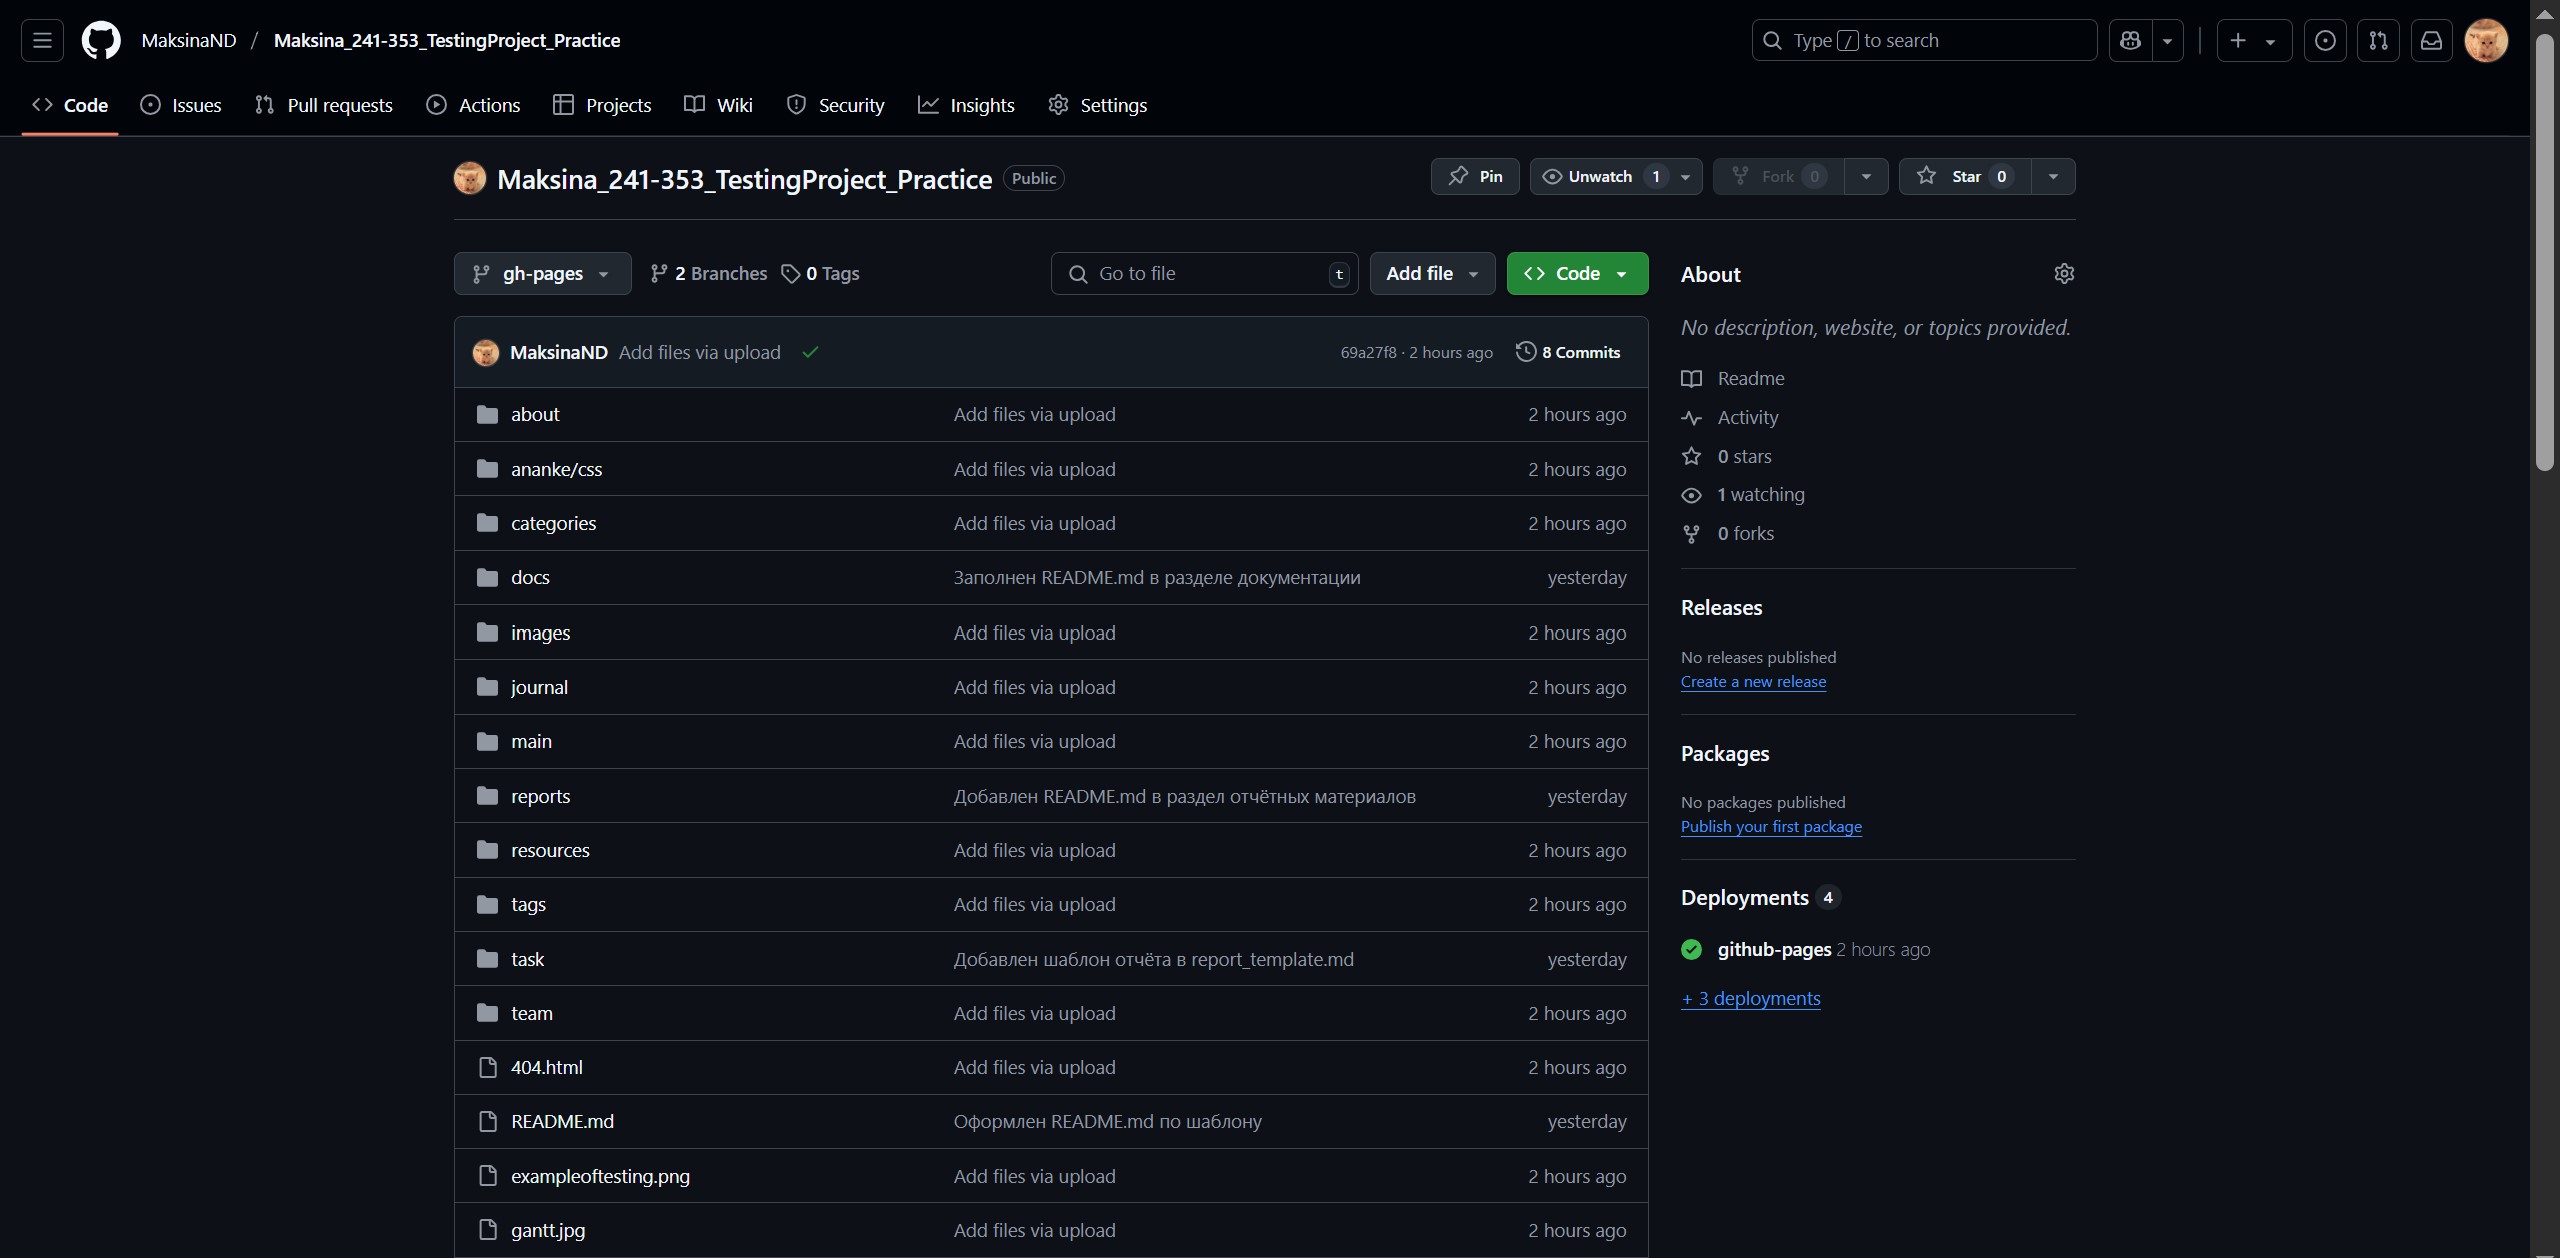 MaksinaND / Maksina_241-353_TestingProject_Practice
Type / to search
Code Issues Pull requests Actions Projects Wiki Security Insights Settings
Maksina_241-353_TestingProject_Practice Public
Pin Unwatch 1 Fork 0 Star 0
gh-pages 2 Branches 0 Tags Go to file t Add file Code
MaksinaND Add files via upload 69a27f8 · 2 hours ago 8 Commits
about Add files via upload 2 hours ago
ananke/css Add files via upload 2 hours ago
categories Add files via upload 2 hours ago
docs Заполнен README.md в разделе документации yesterday
images Add files via upload 2 hours ago
journal Add files via upload 2 hours ago
main Add files via upload 2 hours ago
reports Добавлен README.md в раздел отчётных материалов yesterday
resources Add files via upload 2 hours ago
tags Add files via upload 2 hours ago
task Добавлен шаблон отчёта в report_template.md yesterday
team Add files via upload 2 hours ago
404.html Add files via upload 2 hours ago
README.md Оформлен README.md по шаблону yesterday
exampleoftesting.png Add files via upload 2 hours ago
gantt.jpg Add files via upload 2 hours ago
About
No description, website, or topics provided.
Readme
Activity
0 stars
1 watching
0 forks
Releases
No releases published
Create a new release
Packages
No packages published
Publish your first package
Deployments 4
github-pages 2 hours ago
+ 3 deployments